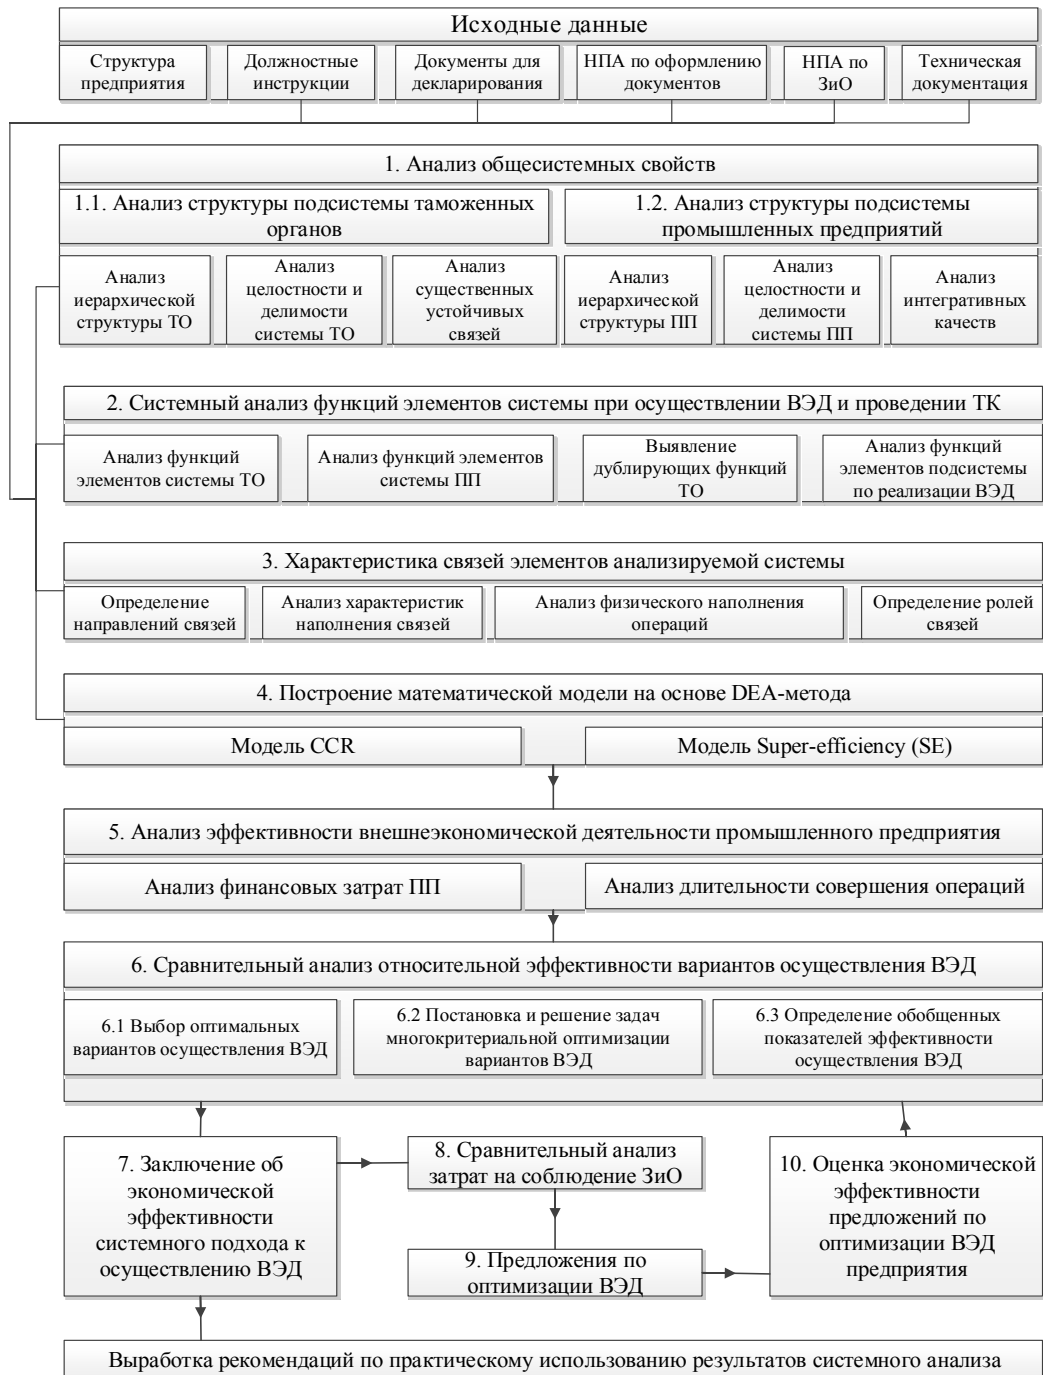 Исходные данные
Структура
предприятия
Должностные
инструкции
Документы для
декларирования
НПА по оформлению
документов
НПА по
ЗиО
Техническая
документация
1. Анализ общесистемных свойств
1.1. Анализ структуры подсистемы таможенных
органов
1.2. Анализ структуры подсистемы
промышленных предприятий
Анализ
иерархической
структуры ТО
Анализ
целостности и
делимости
системы ТО
Анализ
существенных
устойчивых
связей
Анализ
иерархической
структуры ПП
Анализ
целостности и
делимости
системы ПП
Анализ
интегративных
качеств
2. Системный анализ функций элементов системы при осуществлении ВЭД и проведении ТК
Анализ функций
элементов системы ТО
Анализ функций элементов
системы ПП
Выявление
дублирующих функций
ТО
Анализ функций
элементов подсистемы
по реализации ВЭД
3. Характеристика связей элементов анализируемой системы
Определение
направлений связей
Анализ характеристик
наполнения связей
Анализ физического наполнения
операций
Определение ролей
связей
4. Построение математической модели на основе DEA-метода
Модель CCR
Модель Super-efficiency (SE)
5. Анализ эффективности внешнеэкономической деятельности промышленного предприятия
Анализ финансовых затрат ПП
Анализ длительности совершения операций
6. Сравнительный анализ относительной эффективности вариантов осуществления ВЭД
6.1 Выбор оптимальных
вариантов осуществления ВЭД
6.2 Постановка и решение задач
многокритериальной оптимизации
вариантов ВЭД
6.3 Определение обобщенных
показателей эффективности
осуществления ВЭД
7. Заключение об
экономической
эффективности
системного подхода к
осуществлению ВЭД
8. Сравнительный анализ
затрат на соблюдение ЗиО
9. Предложения по
оптимизации ВЭД
10. Оценка экономической
эффективности
предложений по
оптимизации ВЭД
предприятия
Выработка рекомендаций по практическому использованию результатов системного анализа